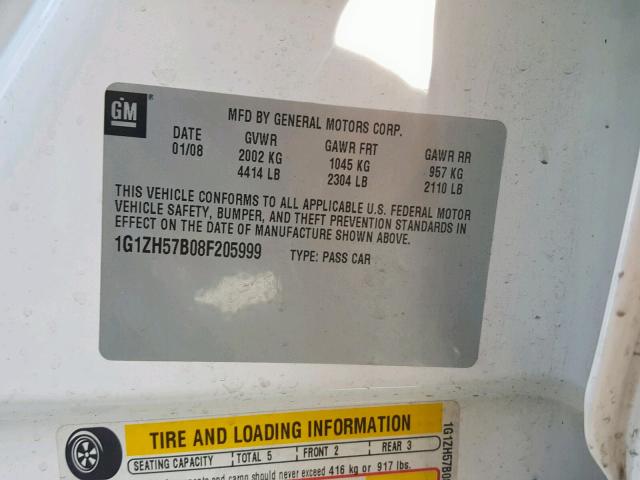 GM
®
MFD BY GENERAL MOTORS CORP.
DATE GVWR GAWR FRT GAWR RR
01/08 2002 KG 1045 KG 957 KG
4414 LB 2304 LB 2110 LB
THIS VEHICLE CONFORMS TO ALL APPLICABLE U.S. FEDERAL MOTOR
VEHICLE SAFETY, BUMPER, AND THEFT PREVENTION STANDARDS IN
EFFECT ON THE DATE OF MANUFACTURE SHOWN ABOVE.
1G1ZH57B08F205999 TYPE: PASS CAR
TIRE AND LOADING INFORMATION
SEATING CAPACITY TOTAL 5 FRONT 2 REAR 3
should never exceed 416 kg or 917 lbs.
1G1ZH57B0